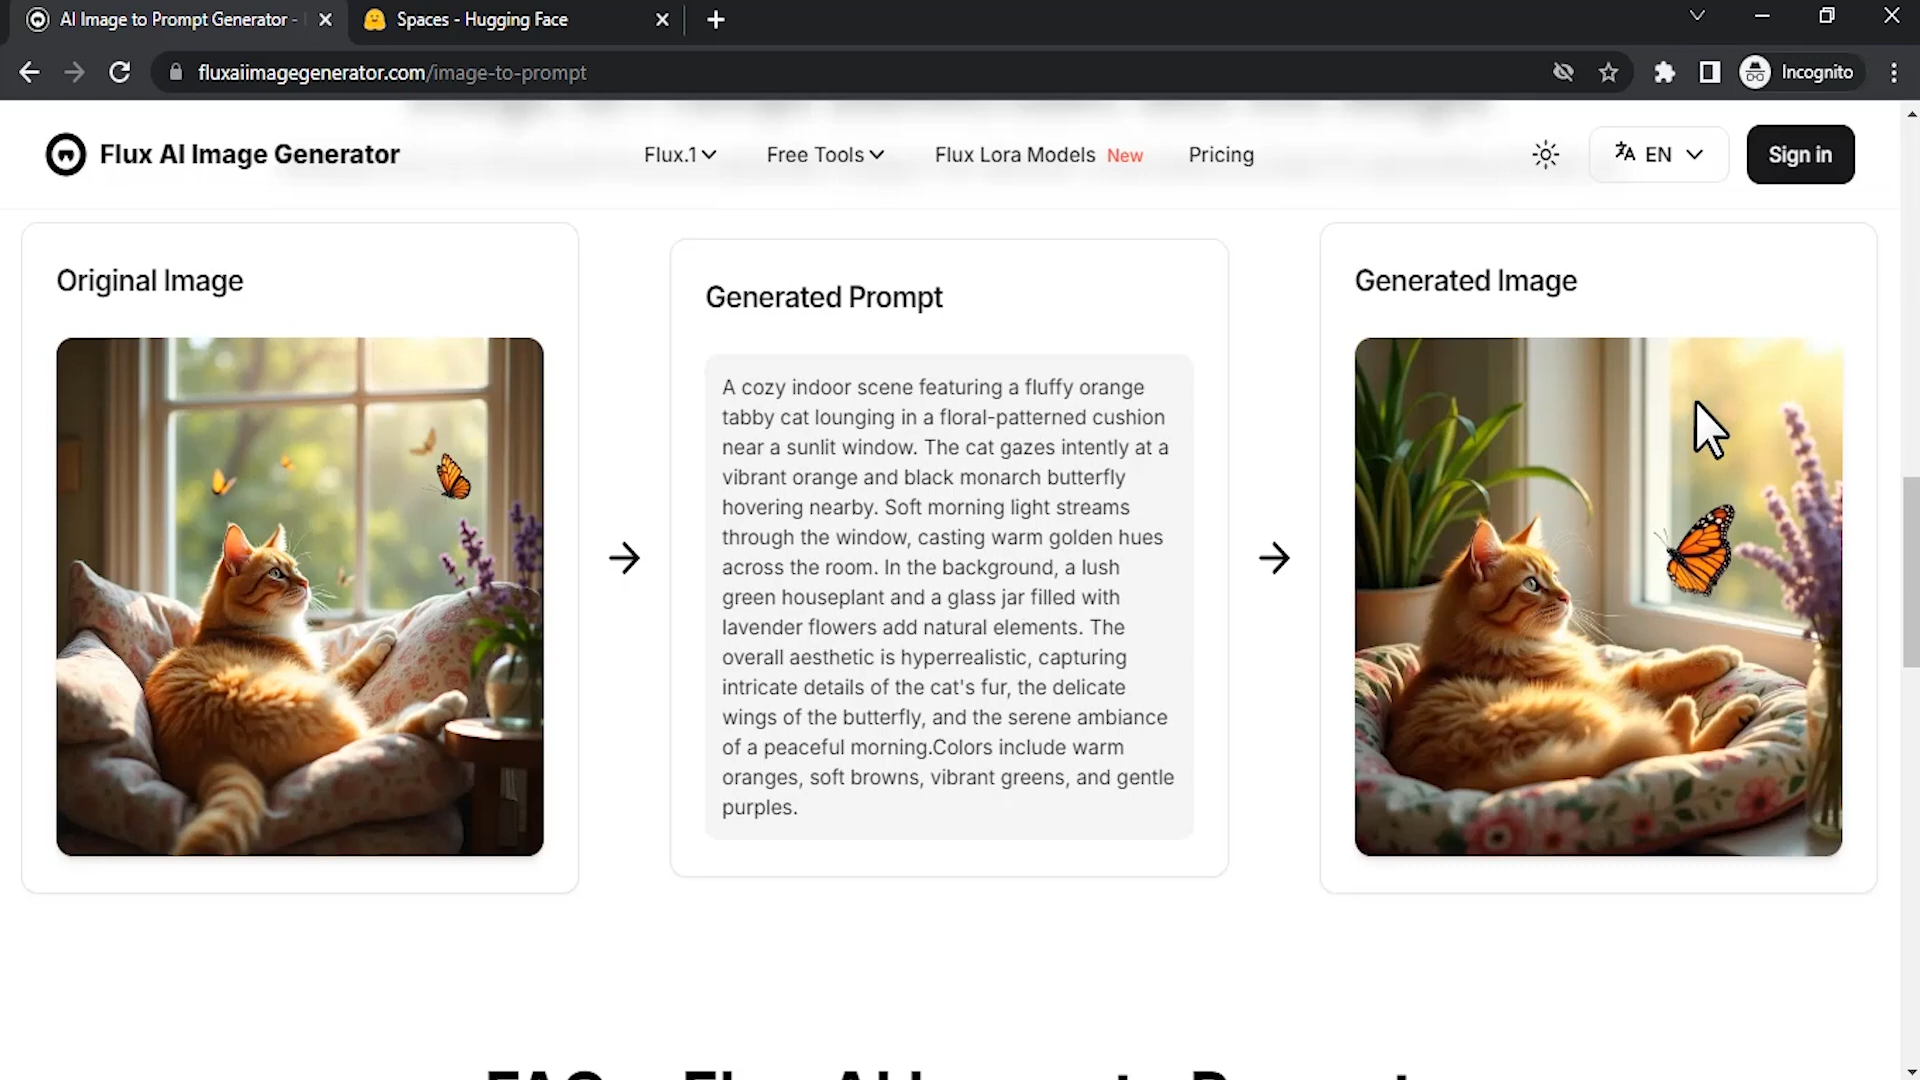 AI Image to Prompt Generator -
Spaces - Hugging Face
fluxaiimagegenerator.com/image-to-prompt
Incognito
Flux AI Image Generator
Flux.1
Free Tools
Flux Lora Models New
Pricing
EN
Sign in
Original Image
Generated Prompt
A cozy indoor scene featuring a fluffy orange
tabby cat lounging in a floral-patterned cushion
near a sunlit window. The cat gazes intently at a
vibrant orange and black monarch butterfly
hovering nearby. Soft morning light streams
through the window, casting warm golden hues
across the room. In the background, a lush
green houseplant and a glass jar filled with
lavender flowers add natural elements. The
overall aesthetic is hyperrealistic, capturing
intricate details of the cat's fur, the delicate
wings of the butterfly, and the serene ambiance
of a peaceful morning.Colors include warm
oranges, soft browns, vibrant greens, and gentle
purples.
Generated Image